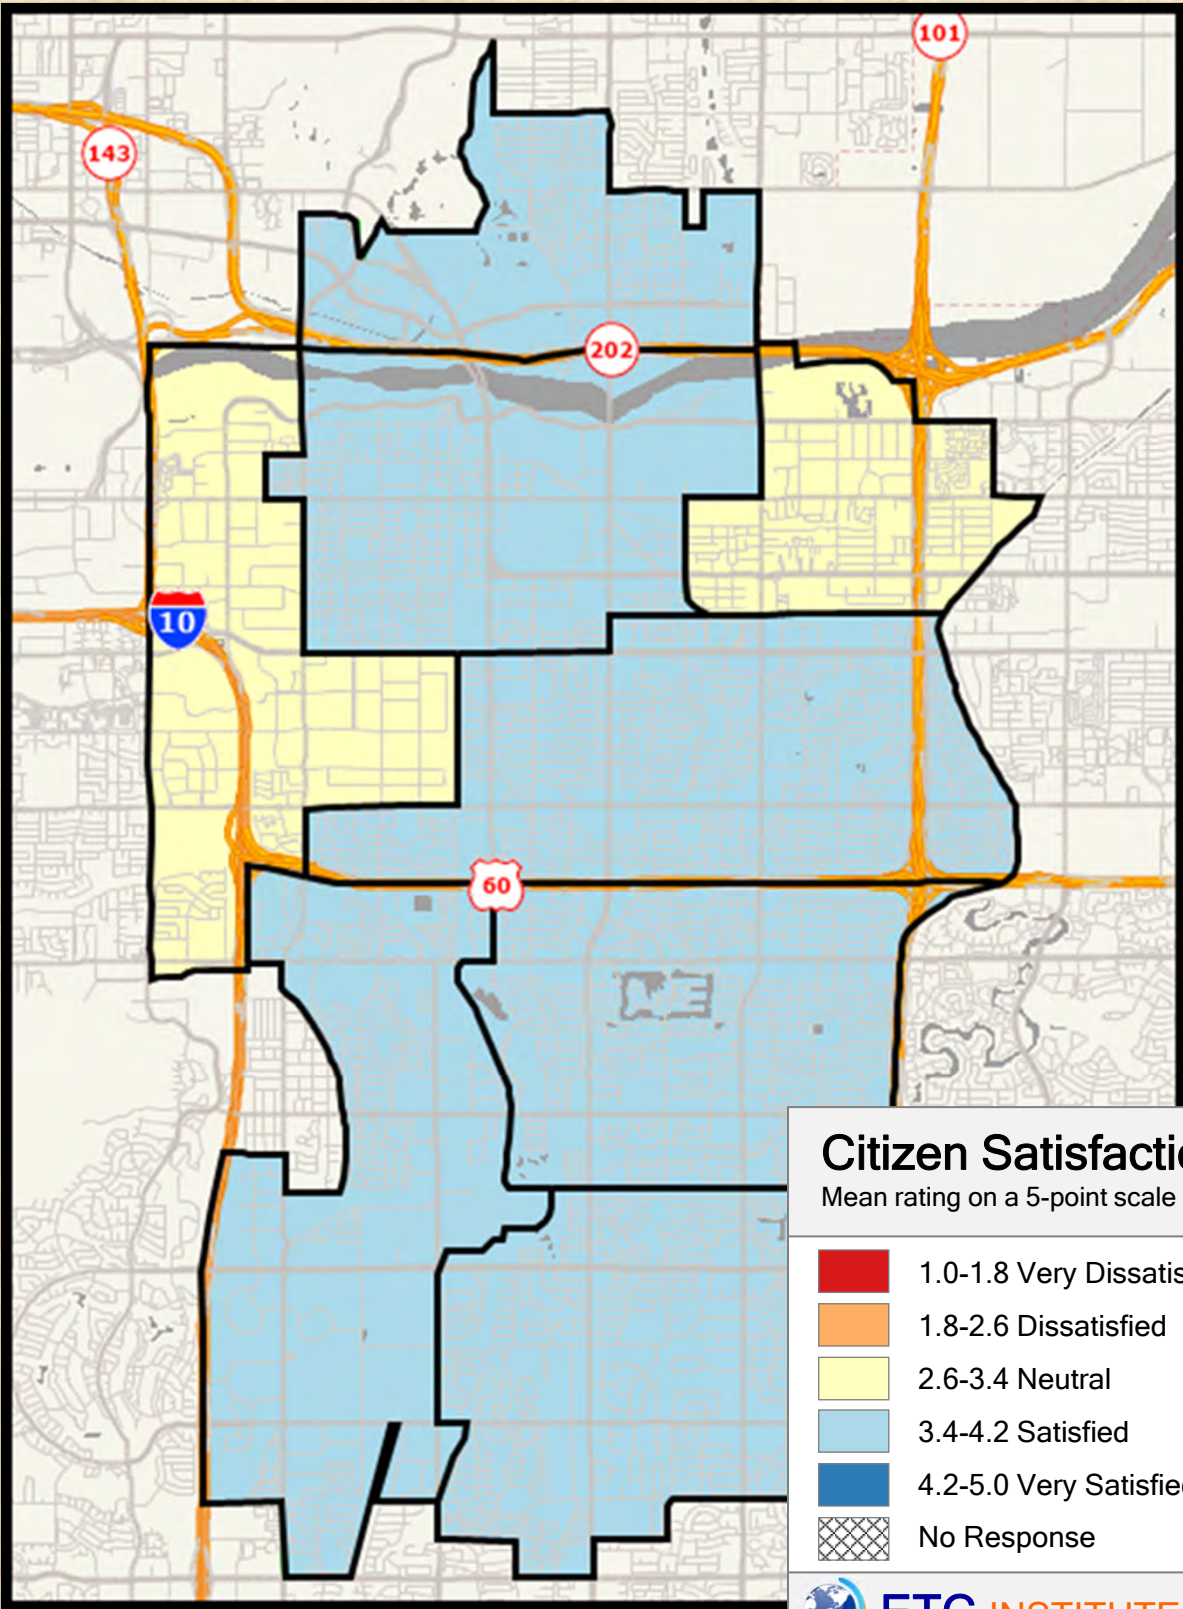 101
143
202
10
60
Citizen Satisfacti
Mean rating on a 5-point scale
1.0-1.8 Very Dissatis
1.8-2.6 Dissatisfied
2.6-3.4 Neutral
3.4-4.2 Satisfied
4.2-5.0 Very Satisfie
No Response
ETC INSTITUTE